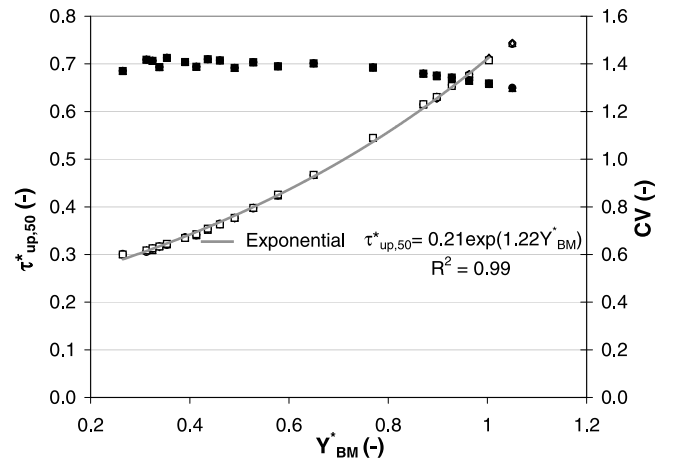 0.8
0.7
0.6
0.5
0.4
0.3
0.2
0.1
0.0
τ*up,50 (-)
1.6
1.4
1.2
1.0
0.8
0.6
0.4
0.2
0.0
CV (-)
Exponential
τ*up,50= 0.21exp(1.22Y*BM)
R² = 0.99
0.2 0.4 0.6 0.8 1 1.2
Y*BM (-)